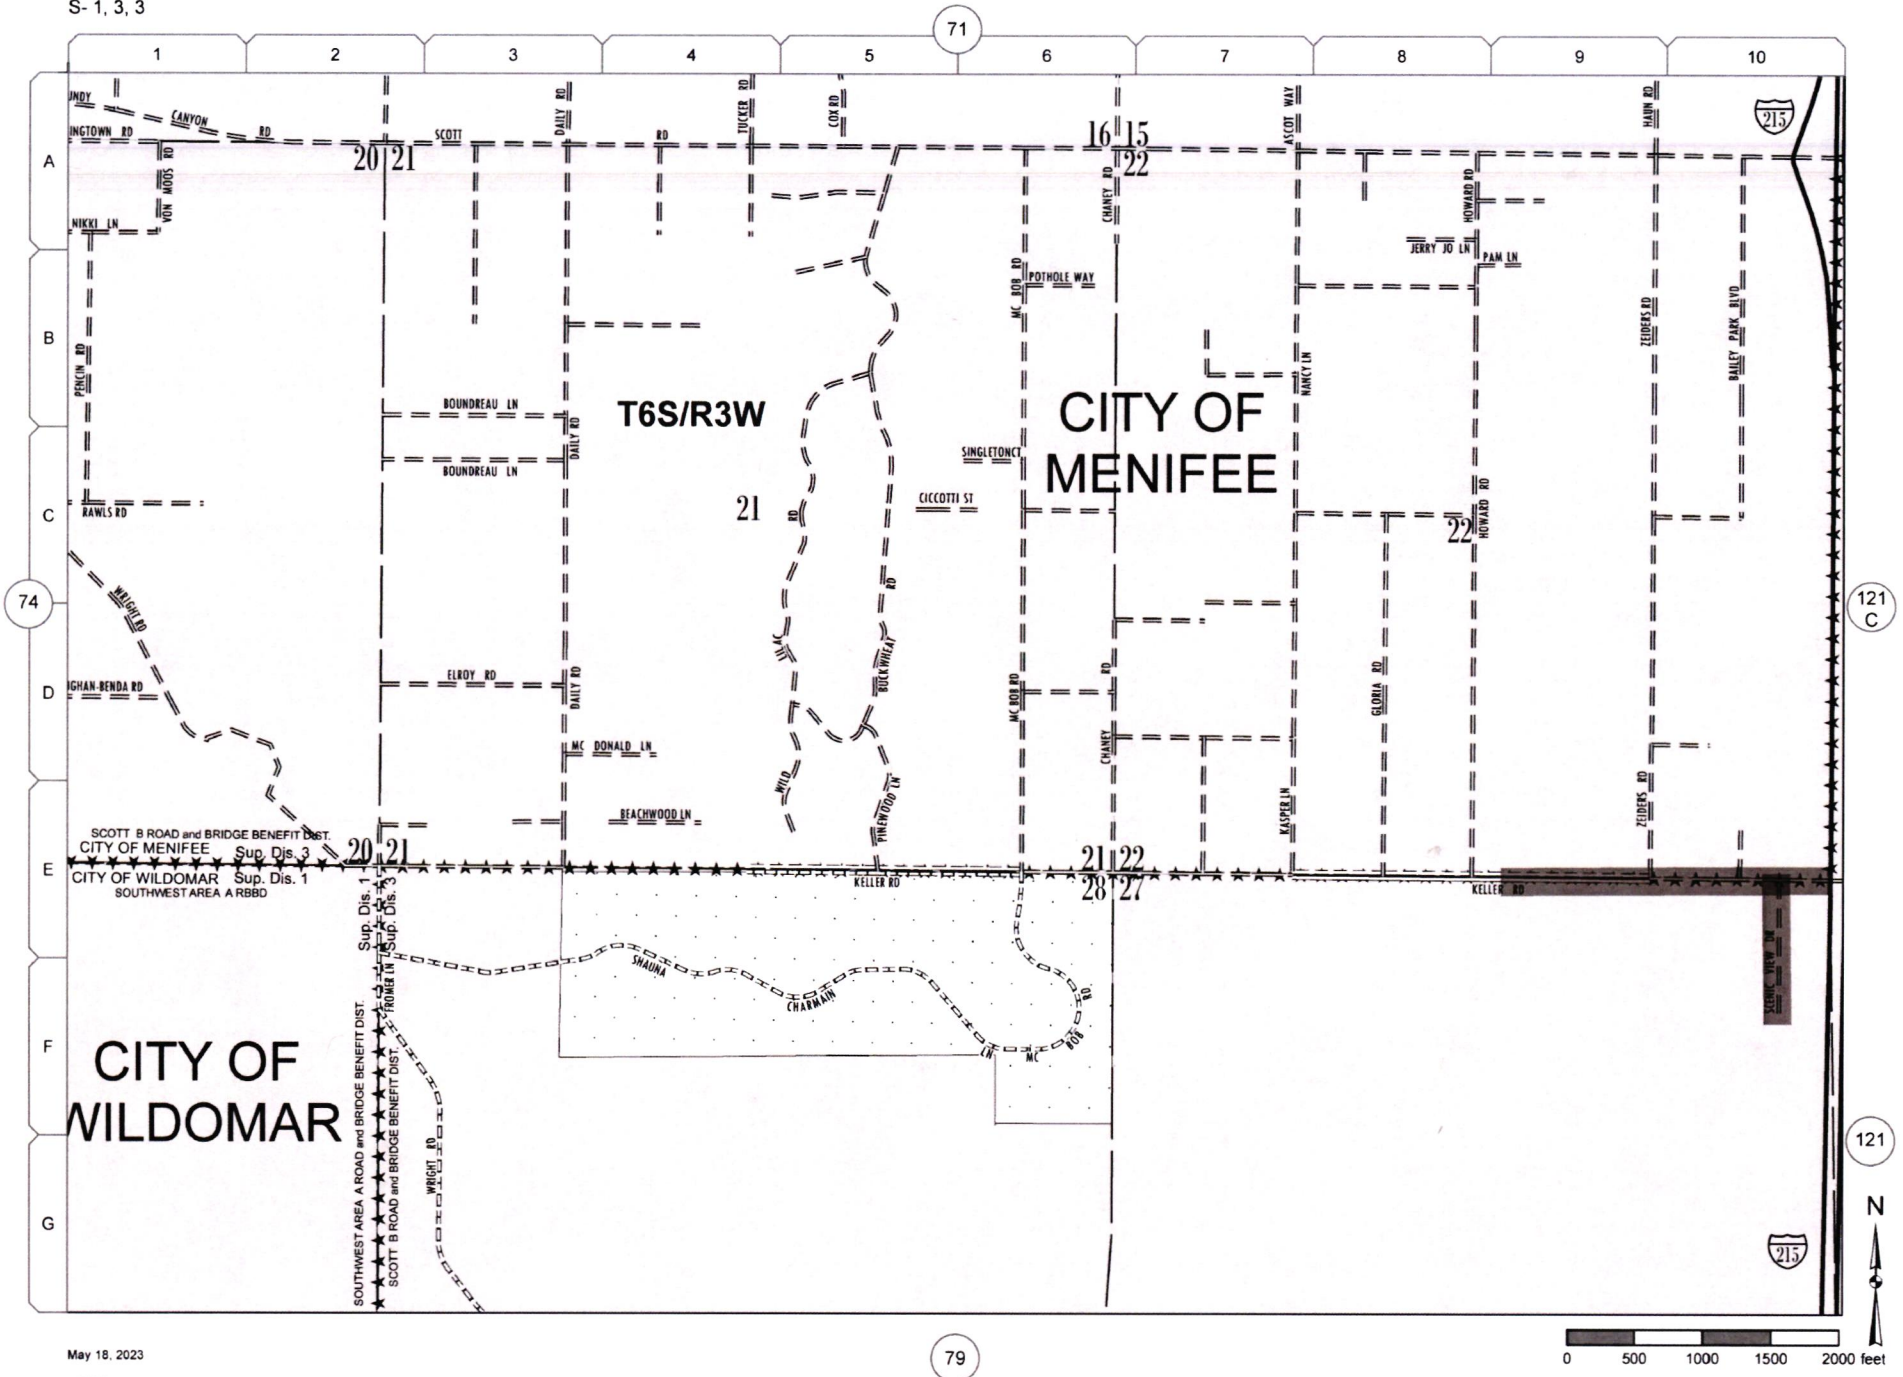 S- 1, 3, 3
71
1 2 3 4 5 6 7 8 9 10
A
B
C
D
E
F
G
74
121
C
121
79
UNDY
CANYON
RD
INGTOWN RD
SCOTT
RD
VON MOOS RD
NIKKI LN
PENCIN RD
RAWLS RD
WRIGHT RD
IGHAN-BENDA RD
DAILY RD
TUCKER RD
COX RD
ASCOT WAY
HAUN RD
215
16 15
22
20 21
CHANEY RD
HOWARD RD
JERRY JO LN
PAM LN
MC BOB RD
POTHOLE WAY
ZEIDERS RD
BAILEY PARK BLVD
NANCY LN
BOUNDREAU LN
DAILY RD
BOUNDREAU LN
T6S/R3W
CITY OF
MENIFEE
SINGLETONCT
CICCOTTI ST
21
RD
22
HOWARD RD
RD
LILAC
BUCKWHEAT
ELROY RD
DAILY RD
MC BOB RD
RD
CHANEY
GLORIA RD
MC DONALD LN
WILD
PINEWOOD LN
KASPER LN
ZEIDERS RD
BEACHWOOD LN
SCOTT B ROAD and BRIDGE BENEFIT DIST.
CITY OF MENIFEE Sup. Dis. 3
CITY OF WILDOMAR Sup. Dis. 1
SOUTHWEST AREA A RBBD
20 21
21 22
28 27
KELLER RD
KELLER RD
Sup. Dis. 1
Sup. Dis. 3
FROMER LN
SHAUNA
CHARMAIN
LN
MC
BOB
RD
SCENIC VIEW DR
CITY OF
WILDOMAR
SOUTHWEST AREA A ROAD and BRIDGE BENEFIT DIST.
SCOTT B ROAD and BRIDGE BENEFIT DIST.
WRIGHT RD
215
N
May 18, 2023
0 500 1000 1500 2000 feet